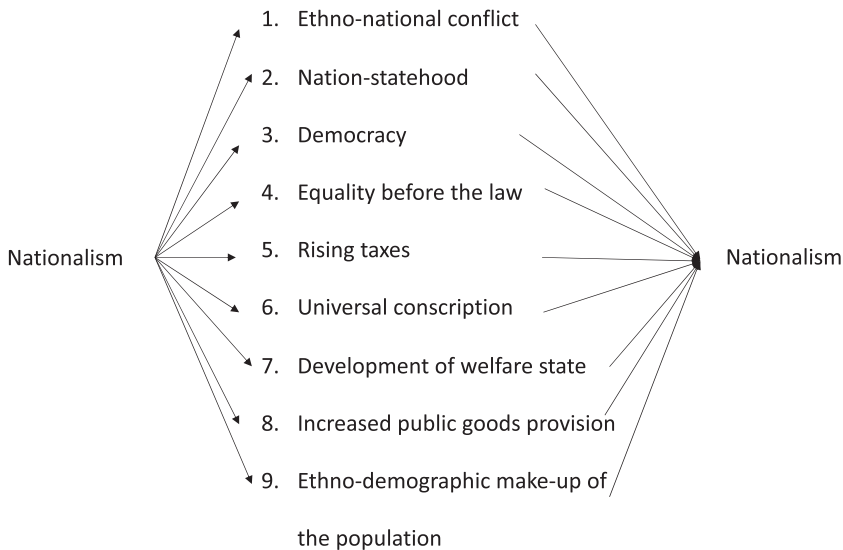 1. Ethno-national conflict
2. Nation-statehood
3. Democracy
4. Equality before the law
Nationalism
5. Rising taxes
Nationalism
6. Universal conscription
7. Development of welfare state
8. Increased public goods provision
9. Ethno-demographic make-up of
the population